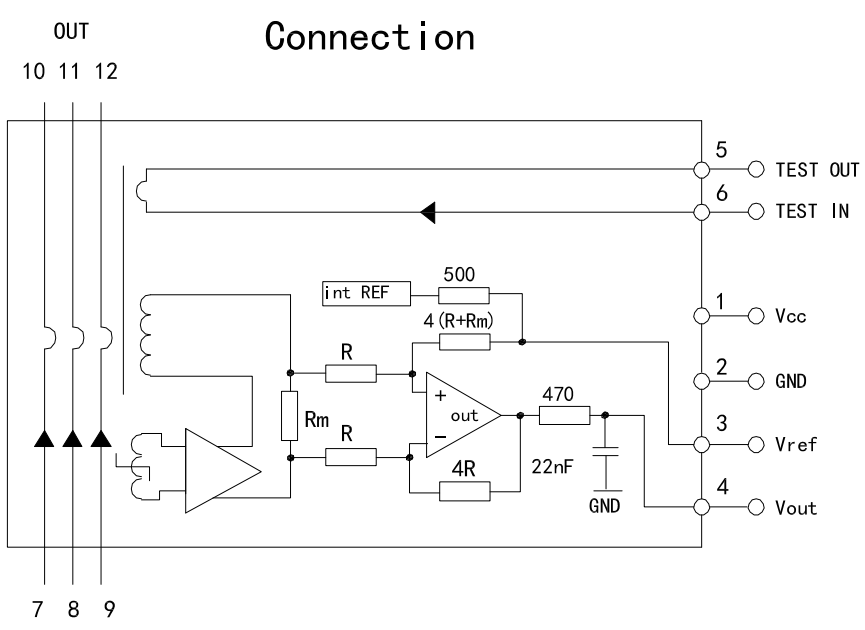 OUT
Connection
10 11 12
5
TEST OUT
6
TEST IN
500
int REF
1
Vcc
4(R+Rm)
R
2
GND
470
+
out
Rm
R
−
3
Vref
4R
22nF
4
GND
Vout
7 8 9